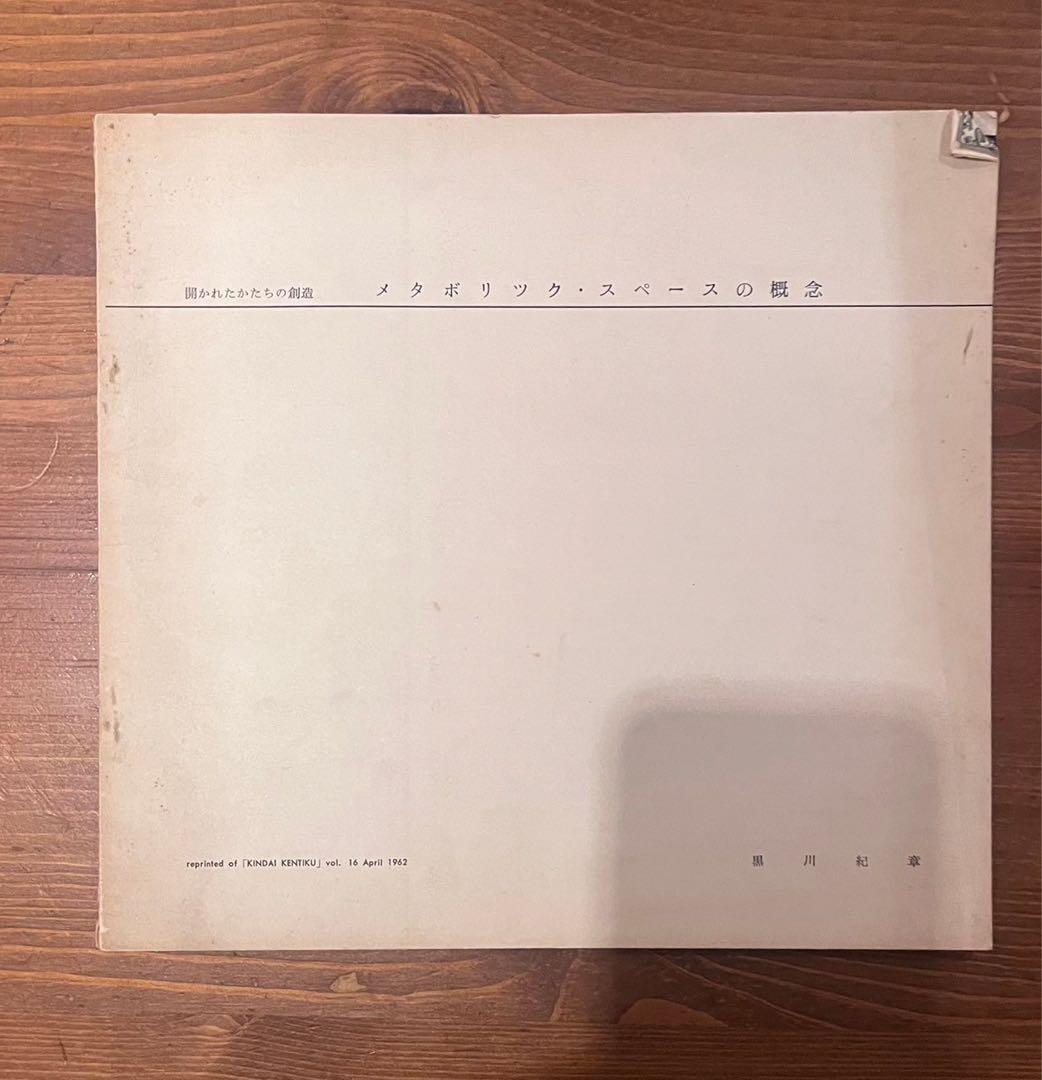 開かれたかたちの創造 メタボリツク・スペースの概念
reprinted of「KINDAI KENTIKU」vol. 16 April 1962
黒川紀章